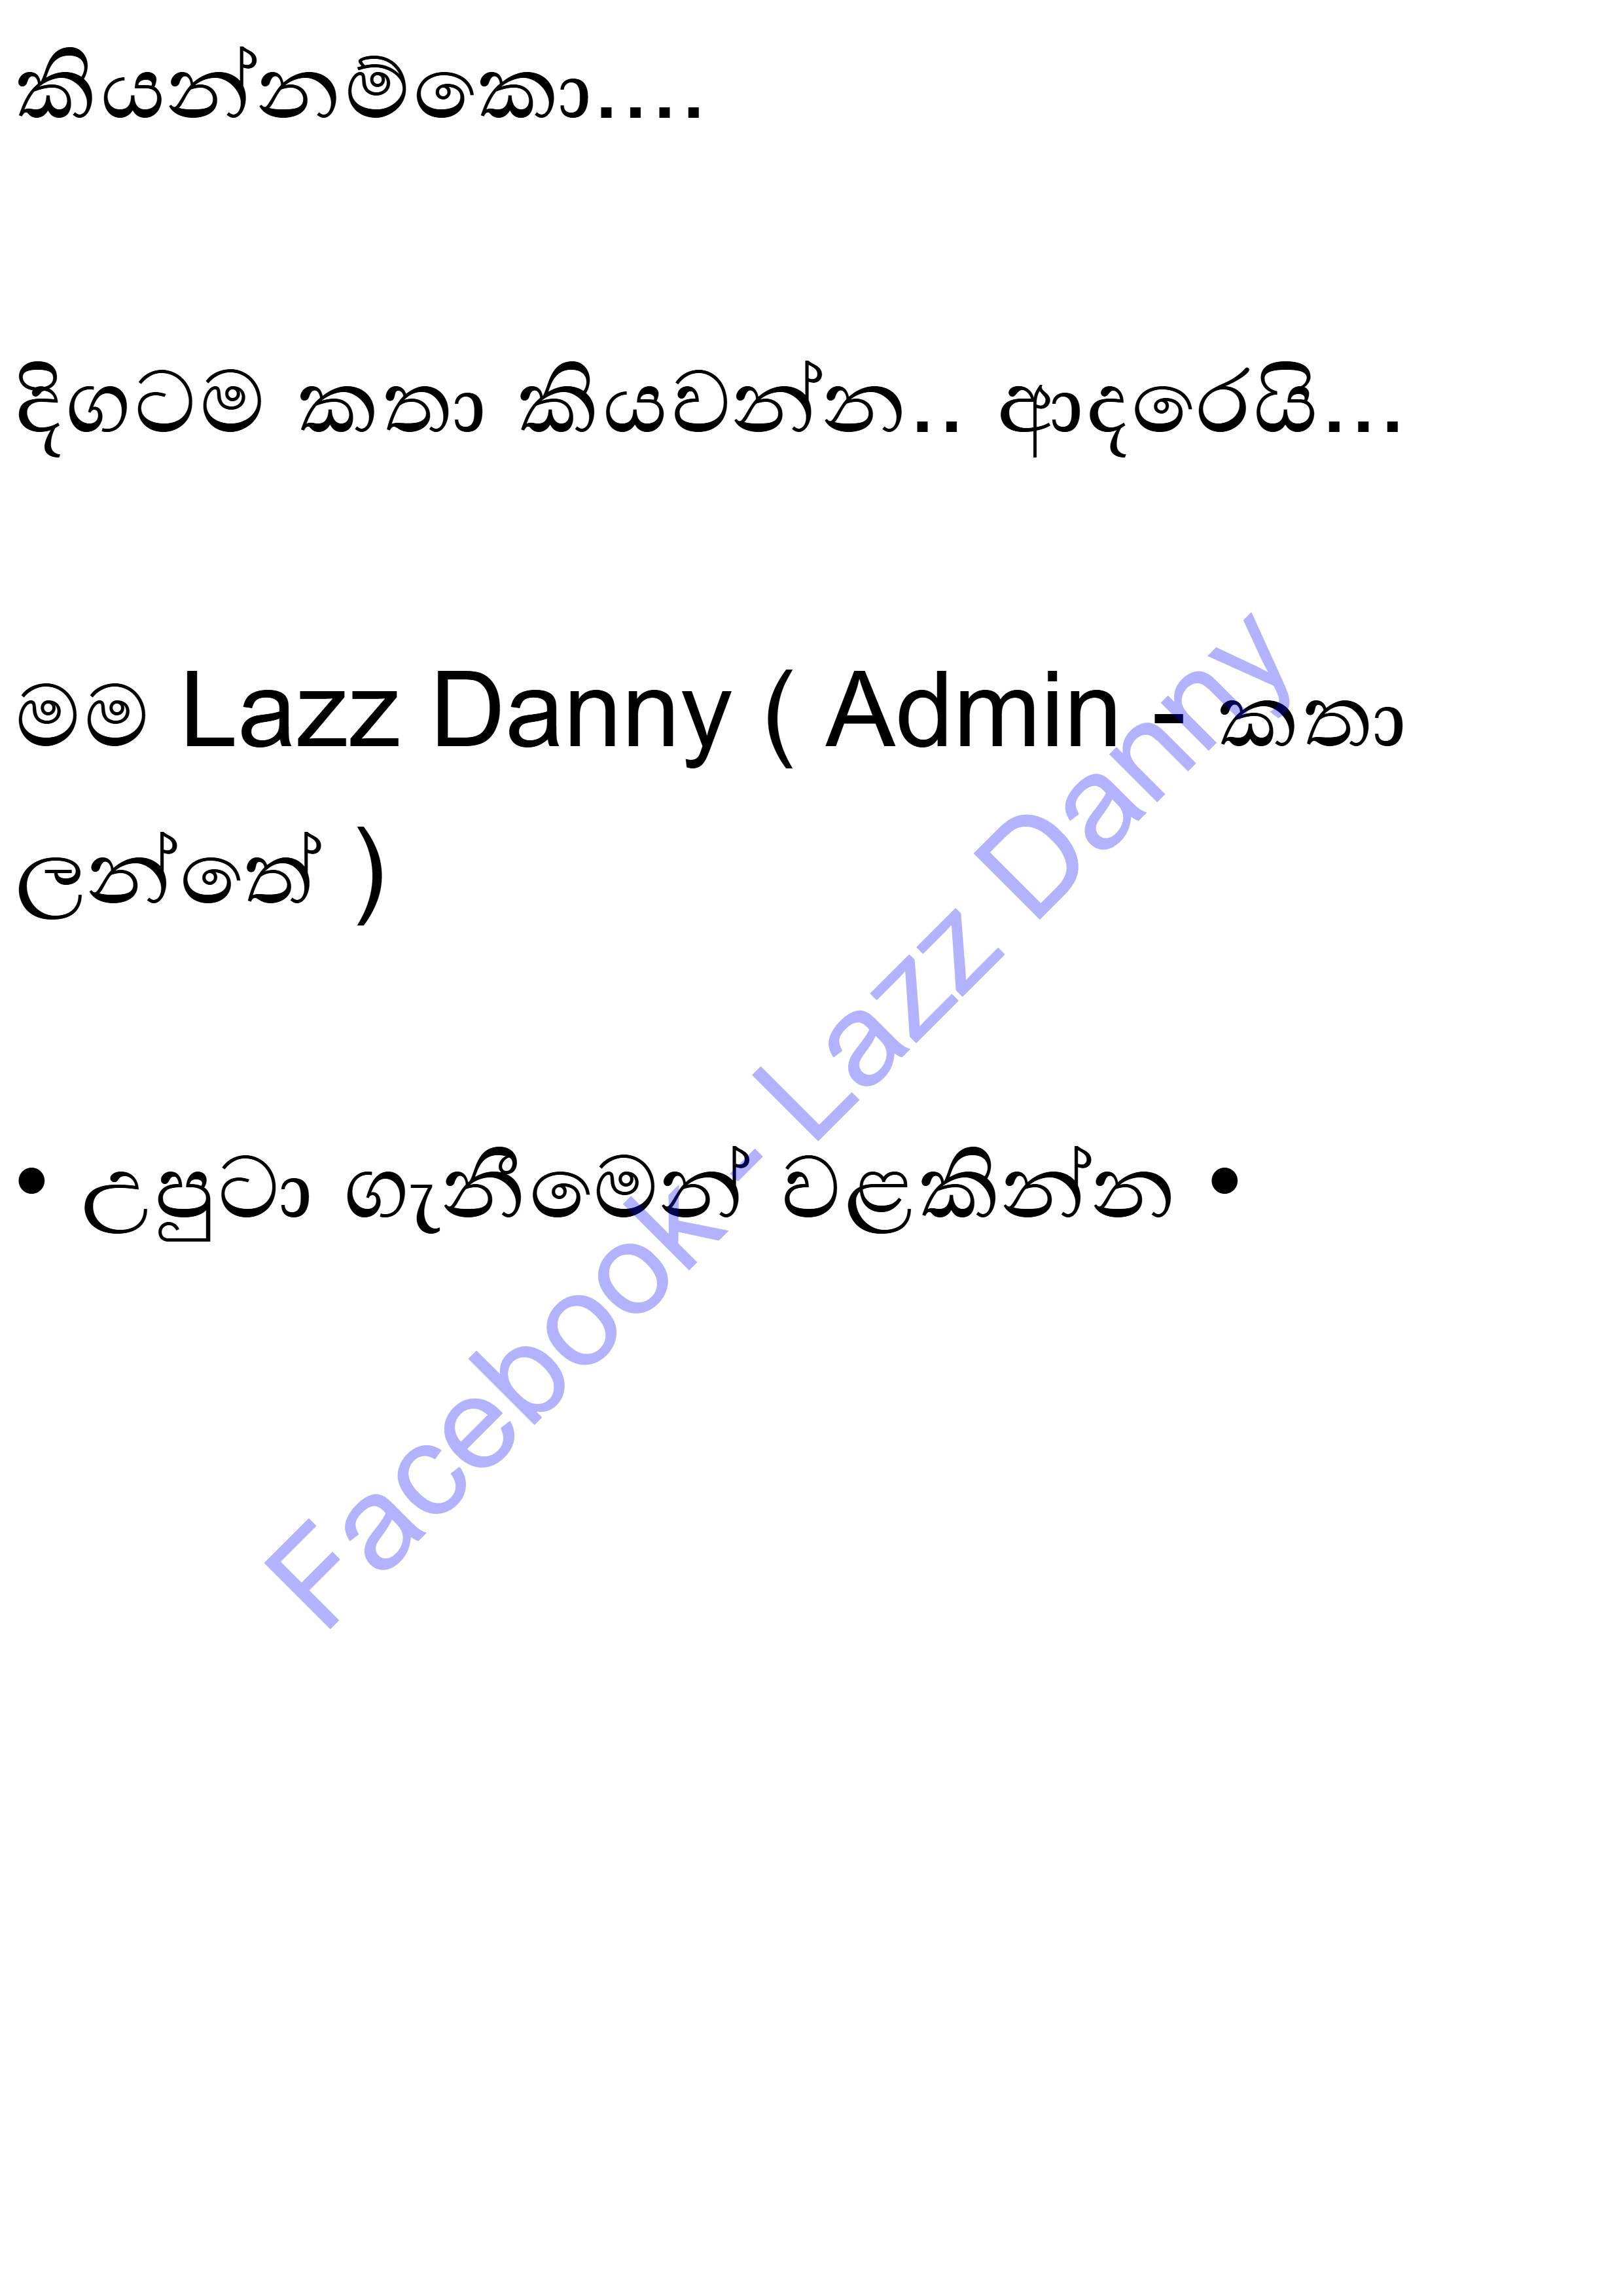 කියන්නම්කො....
දිගටම කතා කියවන්න.. ආදරෙයි...
මම Lazz Danny ( Admin - කතා
ලන්තේ )
• උපුටා ගැනීමෙන් වළකින්න •
Facebook - Lazz Danny